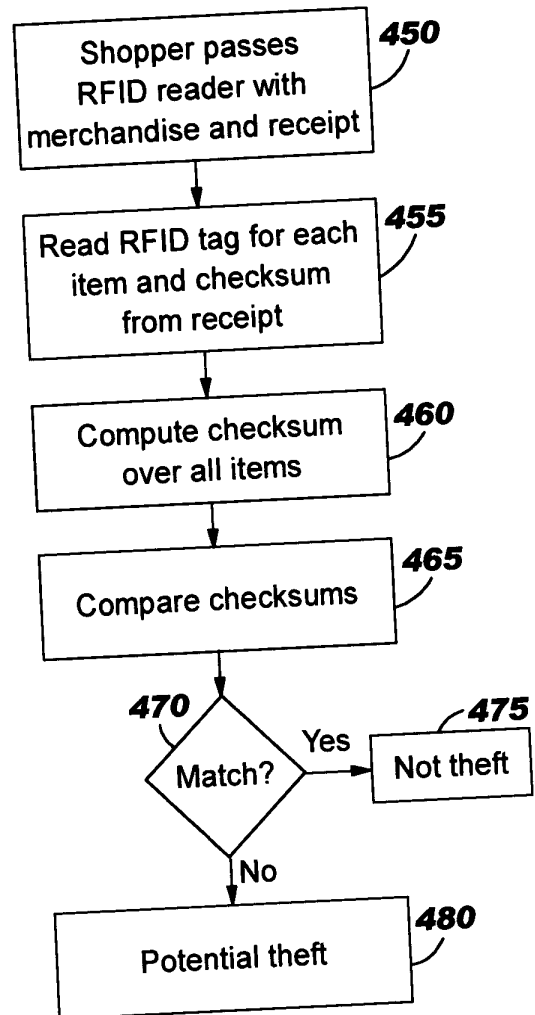 Shopper passes
RFID reader with
merchandise and receipt
450
Read RFID tag for each
item and checksum
from receipt
455
Compute checksum
over all items
460
Compare checksums
465
470
Match?
Yes
475
Not theft
No
Potential theft
480